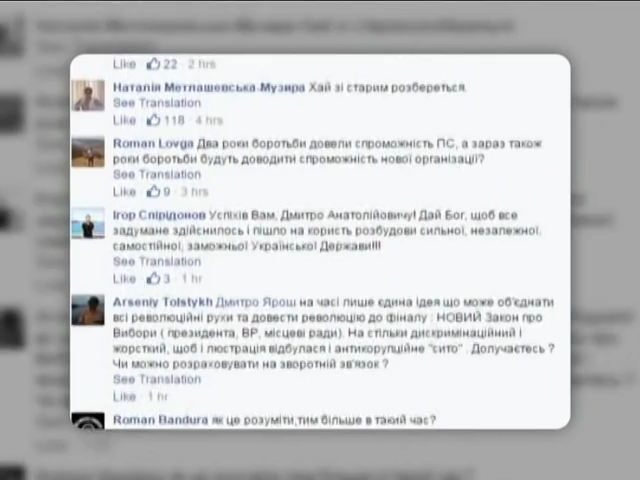 Like · 22 · 2 hrs
Наталія Метлашевська-Музира Хай зі старим розбереться.
See Translation
Like · 118 · 4 hrs
Roman Lovga Два роки боротьби довели спроможність ПС, а зараз також
роки боротьби будуть доводити спроможність нової організації?
See Translation
Like · 9 · 3 hrs
Ігор Спірідонов Успіхів Вам, Дмитро Анатолійовичу! Дай Бог, щоб все
задумане здійснилось і пішло на користь розбудови сильної, незалежної,
самостійної, заможньої Української Держави!!!
See Translation
Like · 3 · 1 hr
Arseniy Tolstykh Дмитро Ярош на часі лише єдина ідея що може об'єднати
всі революційні рухи та довести революцію до фіналу : НОВИЙ Закон про
Вибори ( президента, ВР, місцеві ради). На стільки дискримінаційний і
жорсткий, щоб і люстрація відбулася і антикорупційне "сито" . Долучаєтесь ?
Чи можно розраховувати на зворотній зв'язок ?
See Translation
Like · 1 hr
Roman Bandura як це розуміти,тим більше в такий час?